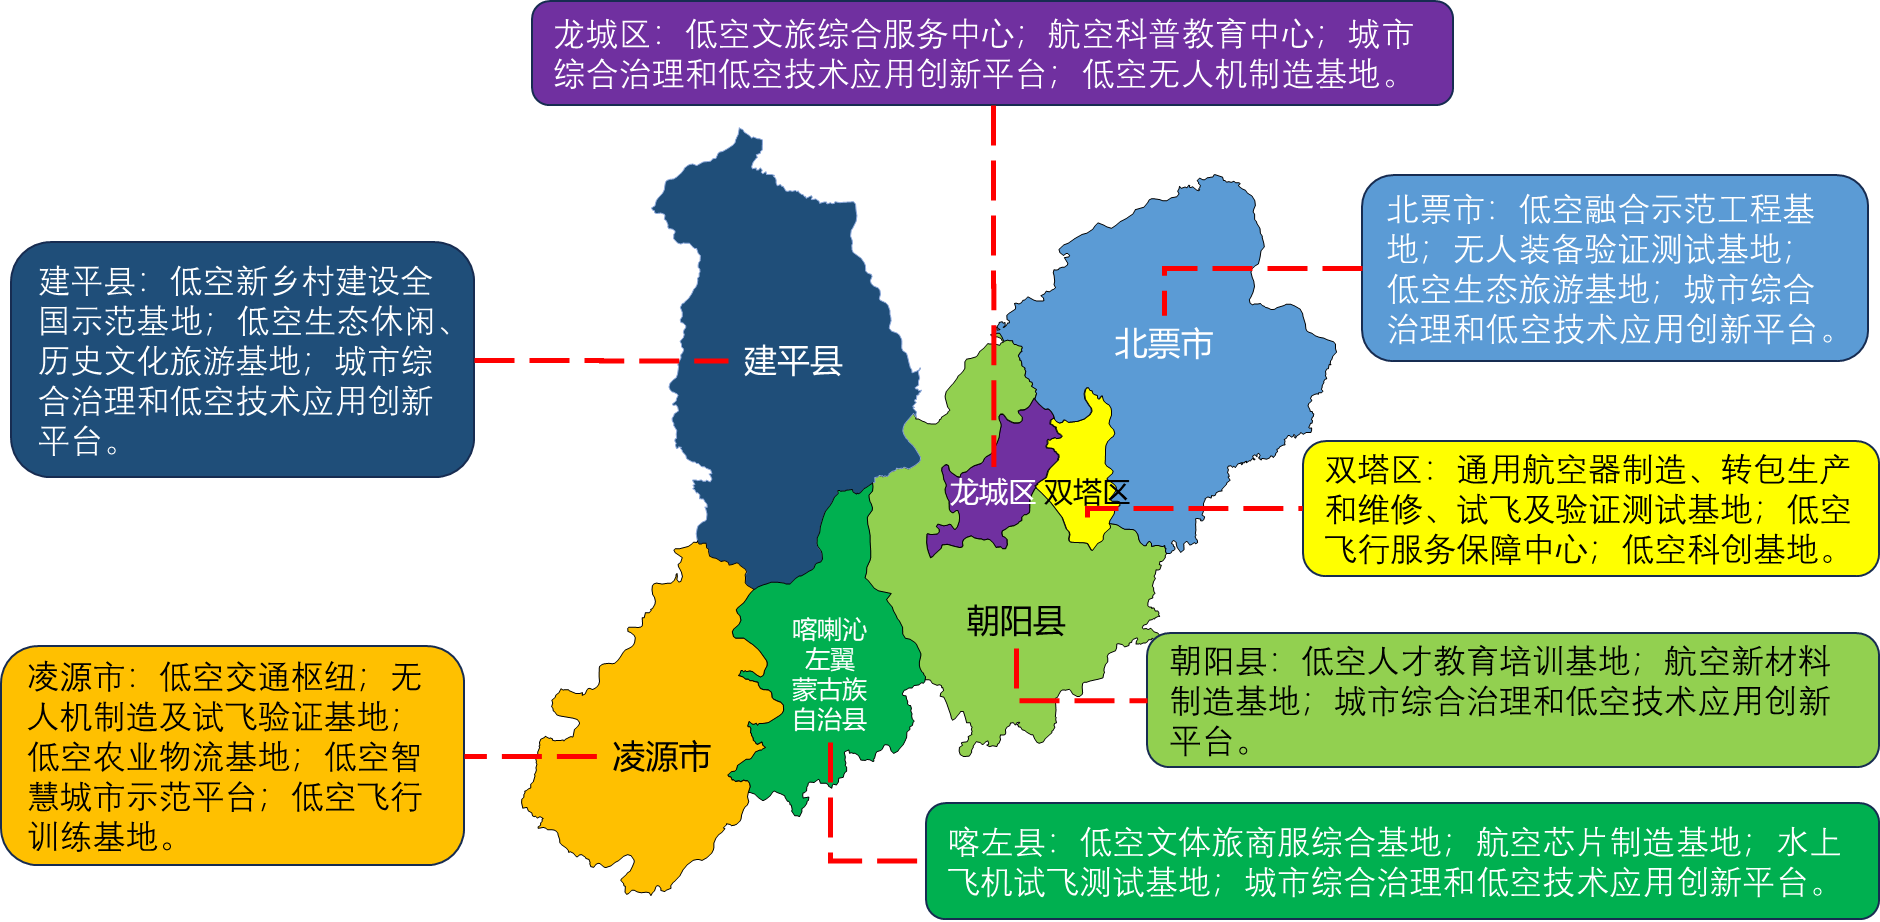 龙城区：低空文旅综合服务中心；航空科普教育中心；城市
综合治理和低空技术应用创新平台；低空无人机制造基地。
北票市：低空融合示范工程基
地；无人装备验证测试基地；
低空生态旅游基地；城市综合
治理和低空技术应用创新平台。
建平县：低空新乡村建设全
国示范基地；低空生态休闲、
历史文化旅游基地；城市综
合治理和低空技术应用创新
平台。
北票市
建平县
双塔区：通用航空器制造、转包生产
和维修、试飞及验证测试基地；低空
飞行服务保障中心；低空科创基地。
龙城区
双塔区
朝阳县
喀喇沁
左翼
蒙古族
自治县
朝阳县：低空人才教育培训基地；航空新材料
制造基地；城市综合治理和低空技术应用创新
平台。
凌源市：低空交通枢纽；无
人机制造及试飞验证基地；
低空农业物流基地；低空智
慧城市示范平台；低空飞行
训练基地。
凌源市
喀左县：低空文体旅商服综合基地；航空芯片制造基地；水上
飞机试飞测试基地；城市综合治理和低空技术应用创新平台。